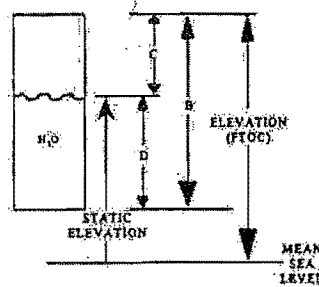 C
B
ELEVATION
(FTOC)
H₂O
D
STATIC
ELEVATION
MEAN
SEA
LEVEL